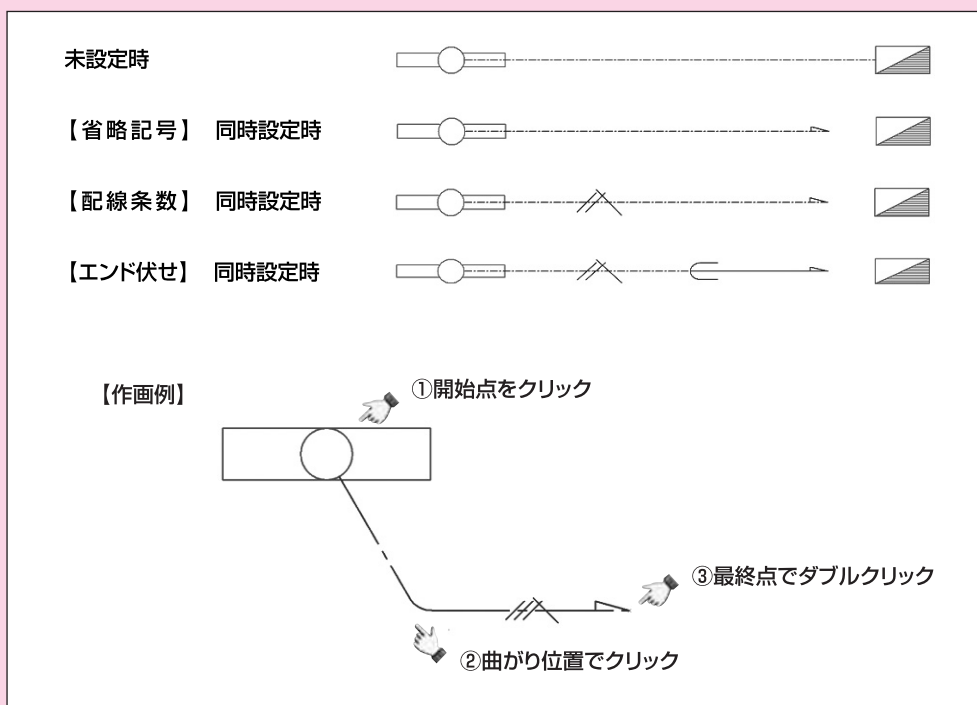 未設定時
【省略記号】 同時設定時
【配線条数】 同時設定時
【エンド伏せ】 同時設定時
【作画例】
①開始点をクリック
③最終点でダブルクリック
②曲がり位置でクリック